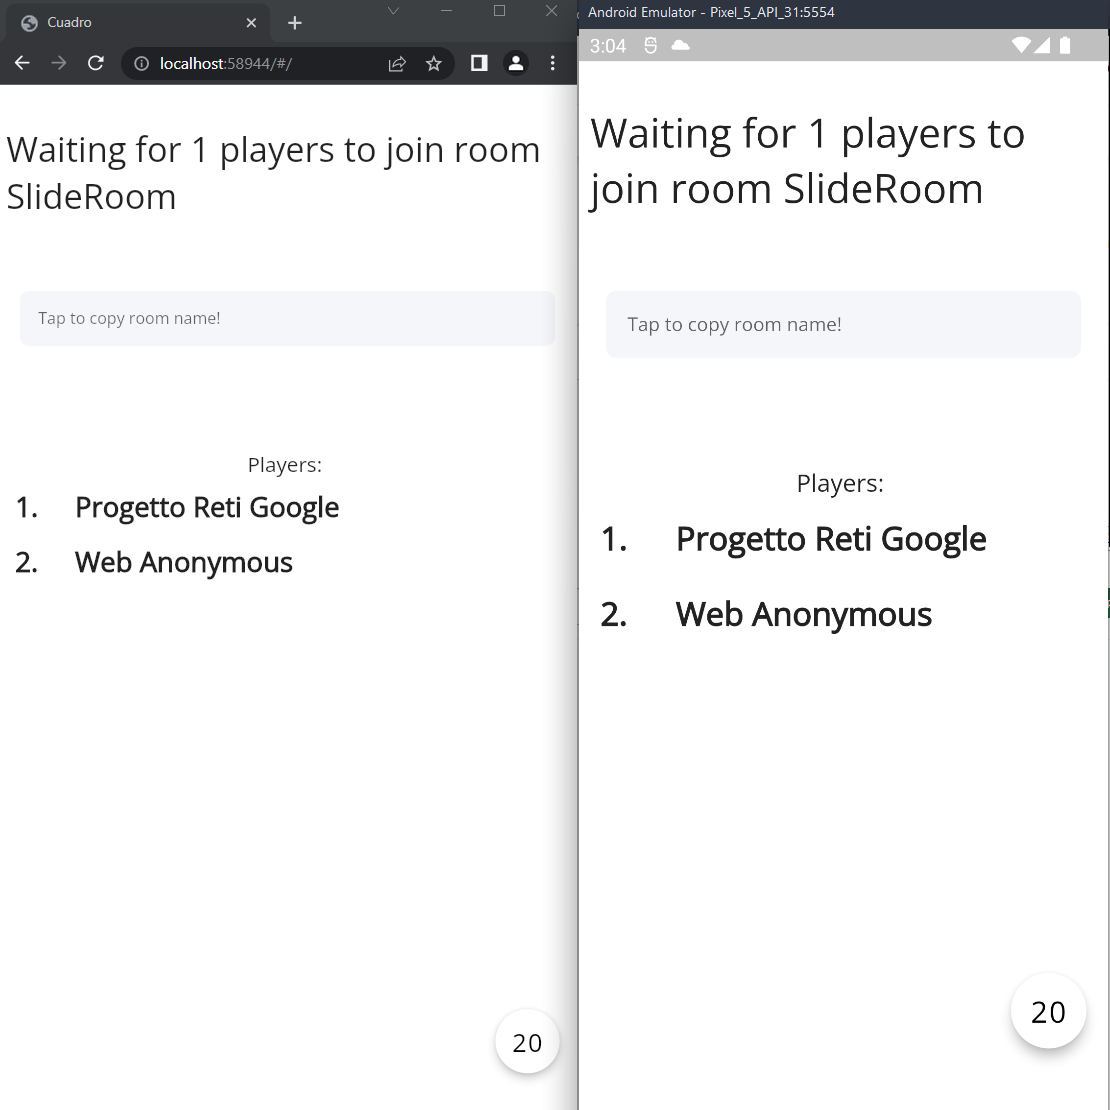 Cuadro
localhost:58944/#/
Waiting for 1 players to join room
SlideRoom
Tap to copy room name!
Players:
1. Progetto Reti Google
2. Web Anonymous
20
Android Emulator - Pixel_5_API_31:5554
3:04
Waiting for 1 players to
join room SlideRoom
Tap to copy room name!
Players:
1. Progetto Reti Google
2. Web Anonymous
20